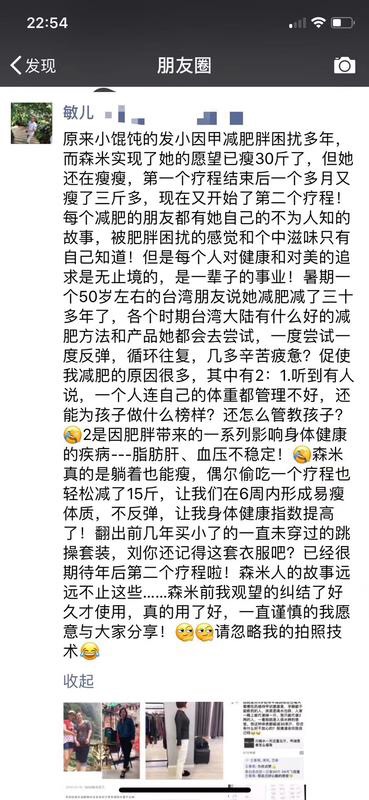 22:54
发现
朋友圈
敏儿
原来小馄饨的发小因甲减肥胖困扰多年，
而森米实现了她的愿望已瘦30斤了，但她
还在瘦瘦，第一个疗程结束后一个多月又
瘦了三斤多，现在又开始了第二个疗程！
每个减肥的朋友都有她自己的不为人知的
故事，被肥胖困扰的感觉和个中滋味只有
自己知道！但是每个人对健康和对美的追
求是无止境的，是一辈子的事业！暑期一
个50岁左右的台湾朋友说她减肥减了三十
多年了，各个时期台湾大陆有什么好的减
肥方法和产品她都会去尝试，一度尝试一
度反弹，循环往复，几多辛苦疲惫？促使
我减肥的原因很多，其中有2：1.听到有人
说，一个人连自己的体重都管理不好，还
能为孩子做什么榜样？还怎么管教孩子？
🤣2是因肥胖带来的一系列影响身体健康
的疾病---脂肪肝、血压不稳定！🤣森米
真的是躺着也能瘦，偶尔偷吃一个疗程也
轻松减了15斤，让我们在6周内形成易瘦
体质，不反弹，让我身体健康指数提高
了！翻出前几年买小了的一直未穿过的跳
操套装，刘你还记得这套衣服吧？已经很
期待年后第二个疗程啦！森米人的故事远
远不止这些……森米前我观望的纠结了好
久才使用，真的用了好，一直谨慎的我愿
意与大家分享！🤭🤭请忽略我的拍照技
术😂
收起